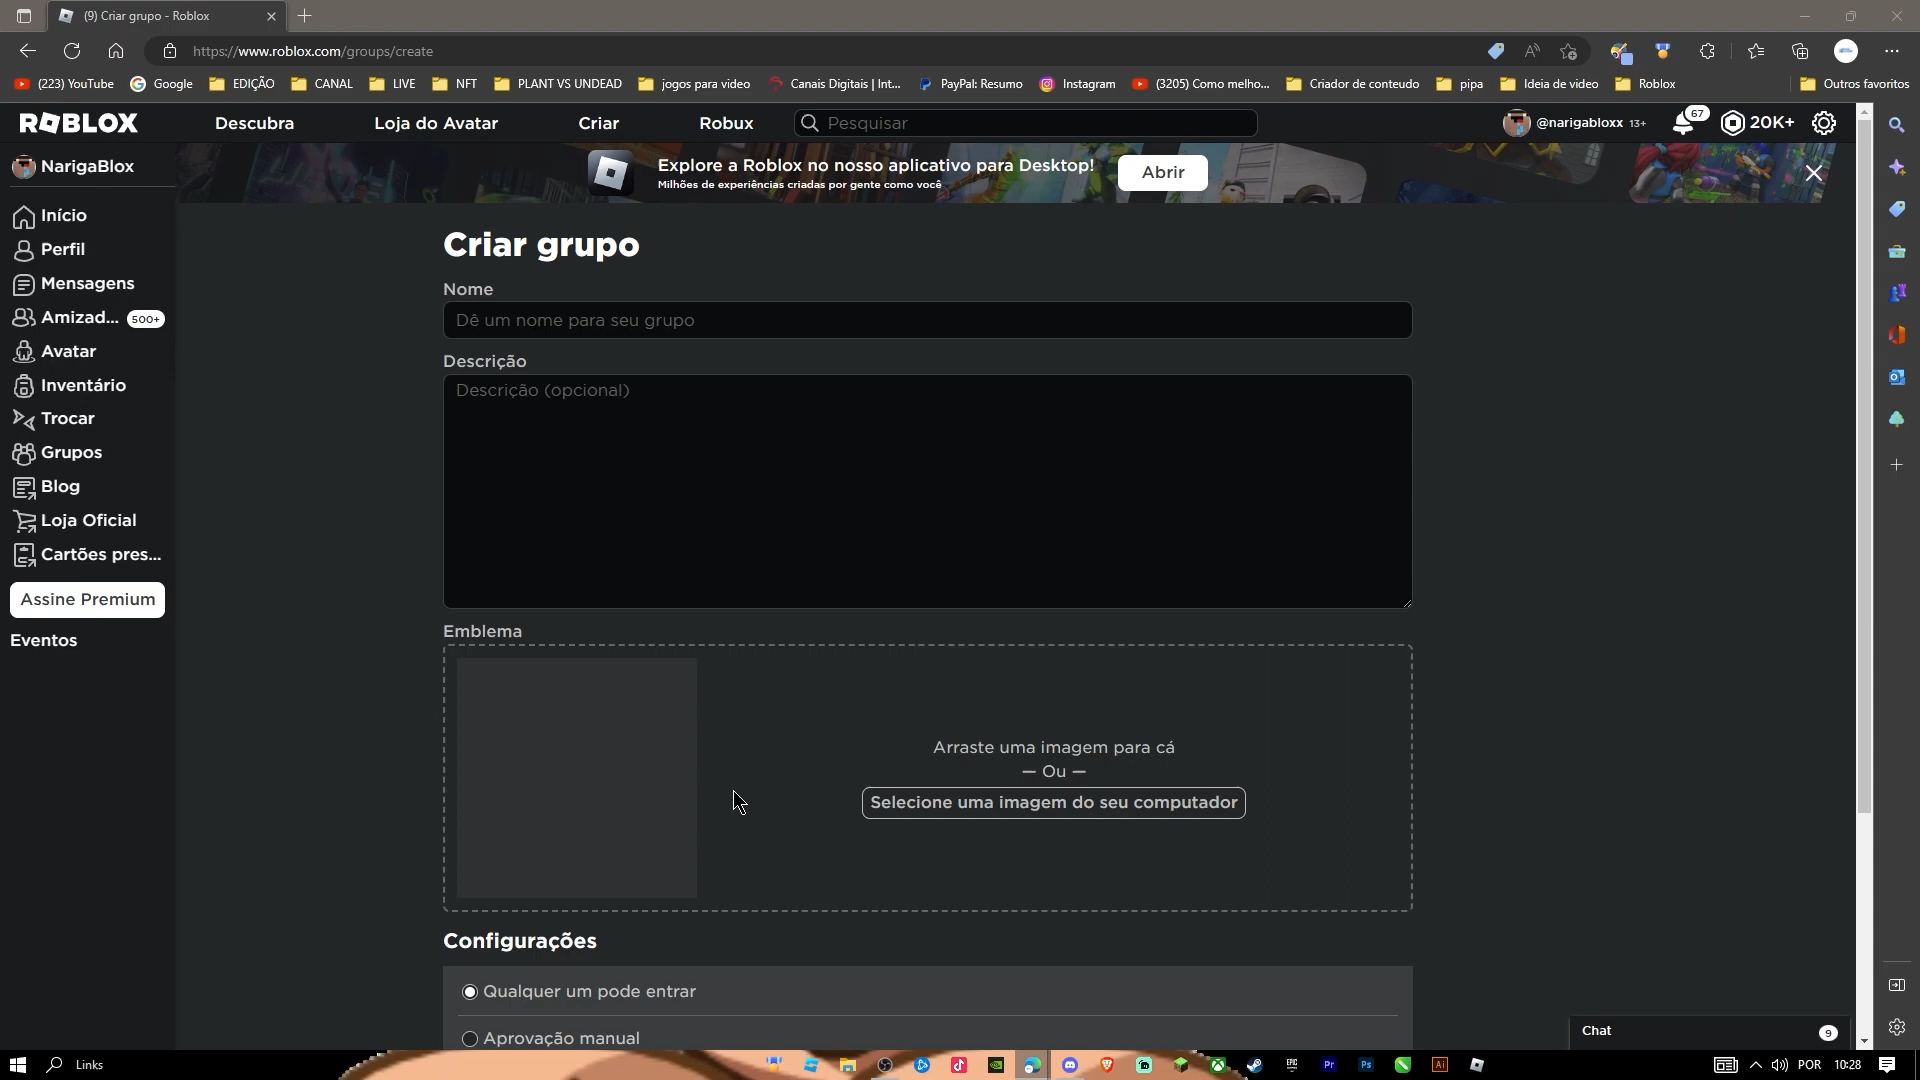 (9) Criar grupo - Roblox
https://www.roblox.com/groups/create
(223) YouTube
Google
EDIÇÃO
CANAL
LIVE
NFT
PLANT VS UNDEAD
jogos para video
Canais Digitais | Int...
PayPal: Resumo
Instagram
(3205) Como melho...
Criador de conteudo
pipa
Ideia de video
Roblox
Outros favoritos
ROBLOX
Descubra
Loja do Avatar
Criar
Robux
Pesquisar
@narigabloxx 13+
67
20K+
NarigaBlox
Explore a Roblox no nosso aplicativo para Desktop!
Milhões de experiências criadas por gente como você
Abrir
Início
Perfil
Mensagens
Amizad... 500+
Avatar
Inventário
Trocar
Grupos
Blog
Loja Oficial
Cartões pres...
Assine Premium
Eventos
Criar grupo
Nome
Dê um nome para seu grupo
Descrição
Descrição (opcional)
Emblema
Arraste uma imagem para cá
— Ou —
Selecione uma imagem do seu computador
Configurações
Qualquer um pode entrar
Aprovação manual
Chat
9
Links
EPIC
Pr
Ps
Ai
POR
10:28